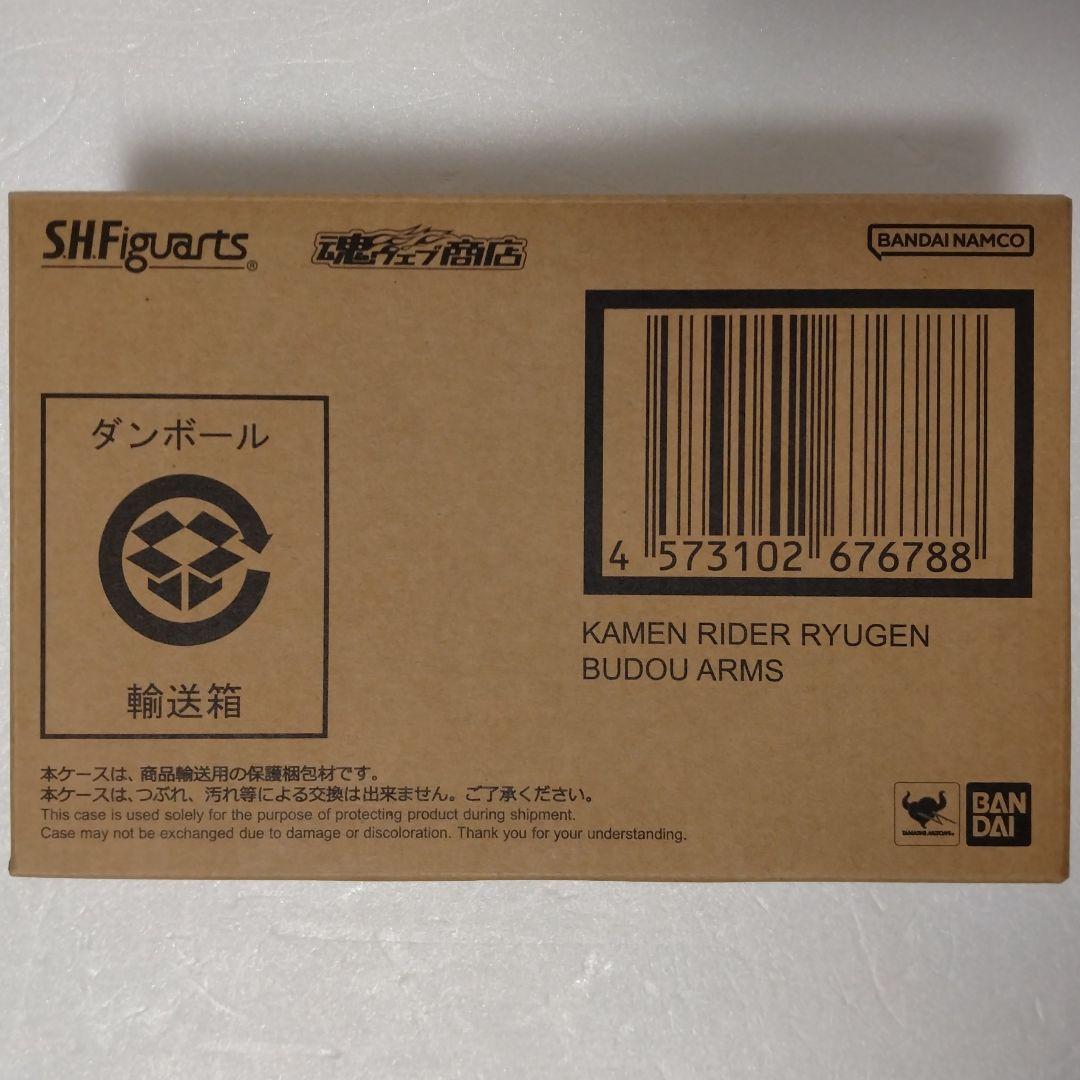 S.H.Figuarts®
魂ウェブ商店
BANDAI NAMCO
4 573102 676788
KAMEN RIDER RYUGEN
BUDOU ARMS
ダンボール
輸送箱
本ケースは、商品輸送用の保護梱包材です。
本ケースは、つぶれ、汚れ等による交換は出来ません。ご了承ください。
This case is used solely for the purpose of protecting product during shipment.
Case may not be exchanged due to damage or discoloration. Thank you for your understanding.
TAMASHII NATIONS
BAN
DAI